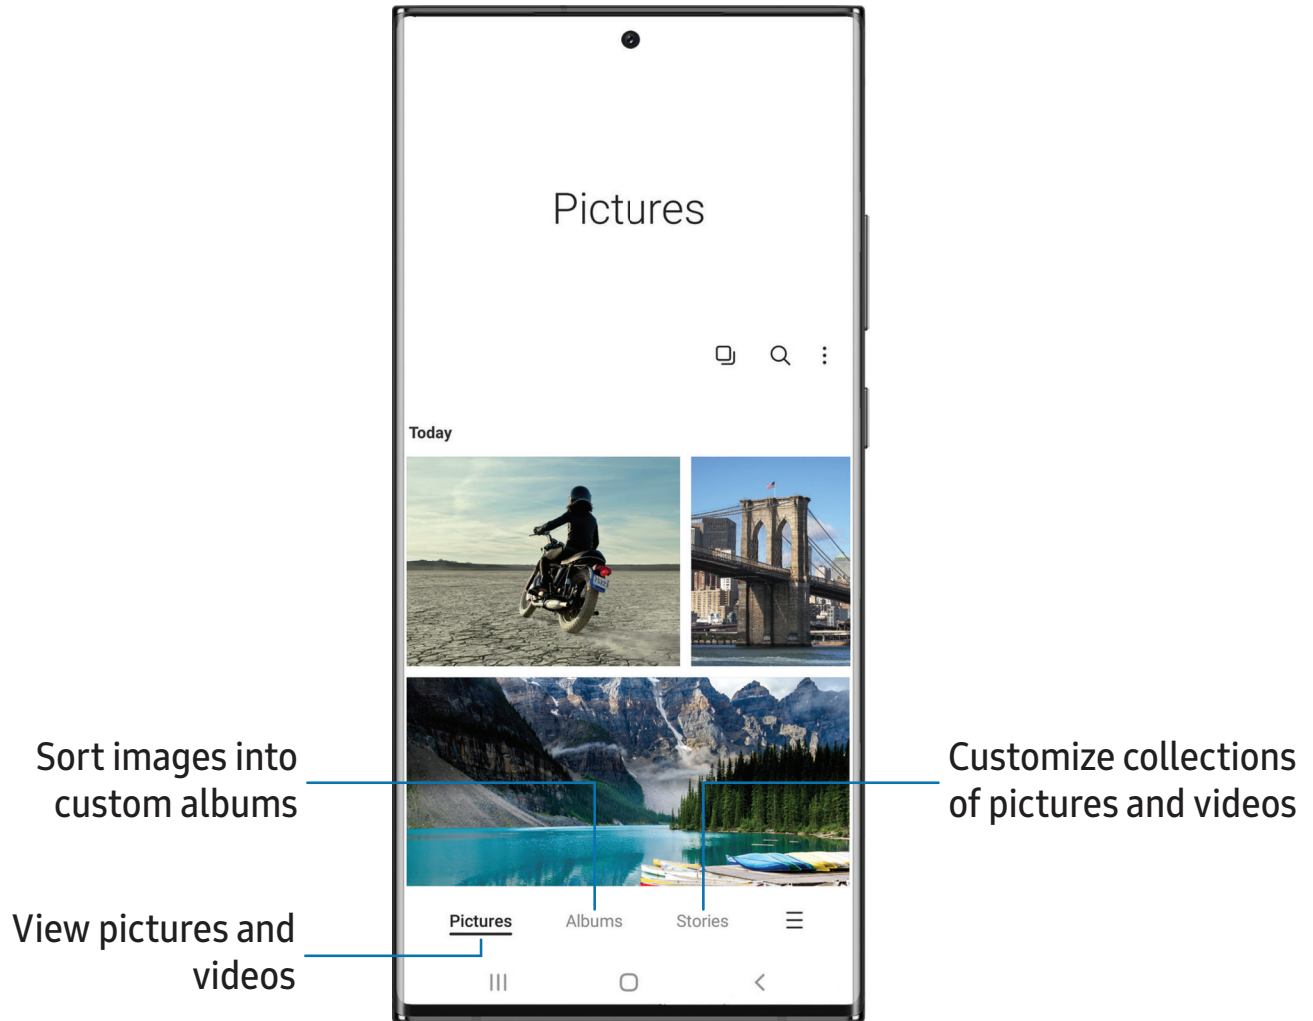 Pictures
Today
Sort images into
custom albums
Customize collections
of pictures and videos
View pictures and
videos
Pictures
Albums
Stories